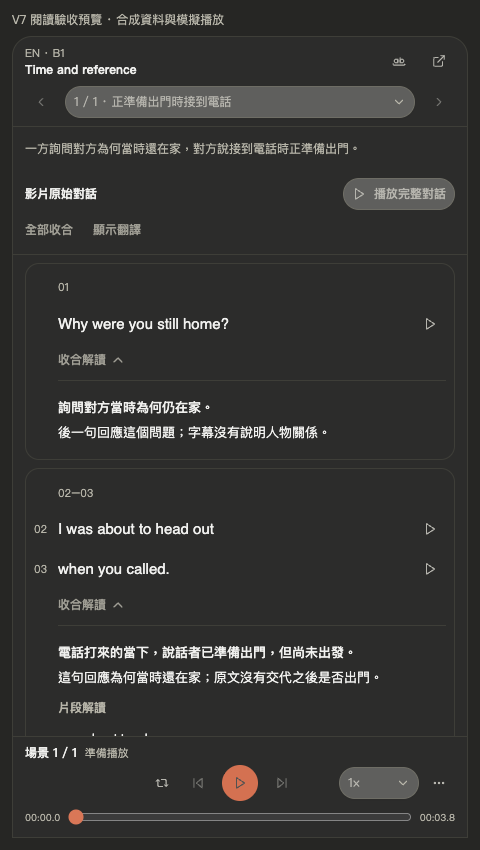 V7 閱讀驗收預覽 · 合成資料與模擬播放
EN · B1
Time and reference
ab
1 / 1 · 正準備出門時接到電話
一方詢問對方為何當時還在家，對方說接到電話時正準備出門。
影片原始對話
播放完整對話
全部收合 顯示翻譯
01
Why were you still home?
收合解讀
詢問對方當時為何仍在家。
後一句回應這個問題；字幕沒有說明人物關係。
02–03
02 I was about to head out
03 when you called.
收合解讀
電話打來的當下，說話者已準備出門，但尚未出發。
這句回應為何當時還在家；原文沒有交代之後是否出門。
片段解讀
場景 1 / 1 準備播放
1x
00:00.0
00:03.8